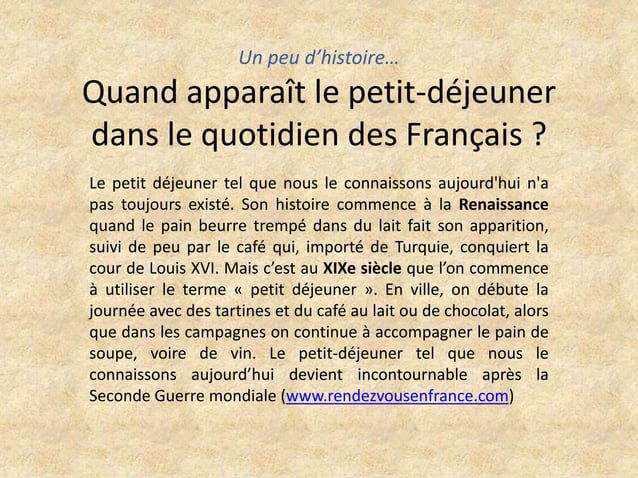 Un peu d’histoire…
Quand apparaît le petit-déjeuner
dans le quotidien des Français ?
Le petit déjeuner tel que nous le connaissons aujourd'hui n'a
pas toujours existé. Son histoire commence à la Renaissance
quand le pain beurre trempé dans du lait fait son apparition,
suivi de peu par le café qui, importé de Turquie, conquiert la
cour de Louis XVI. Mais c’est au XIXe siècle que l’on commence
à utiliser le terme « petit déjeuner ». En ville, on débute la
journée avec des tartines et du café au lait ou de chocolat, alors
que dans les campagnes on continue à accompagner le pain de
soupe, voire de vin. Le petit-déjeuner tel que nous le
connaissons aujourd’hui devient incontournable après la
Seconde Guerre mondiale (www.rendezvousenfrance.com)